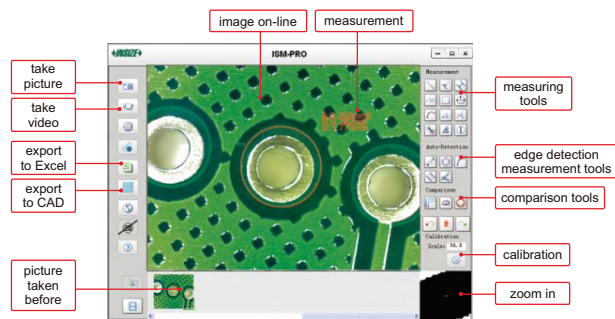 image on-line
measurement
INSIZE
ISM-PRO
take
picture
take
video
export
to Excel
export
to CAD
picture
taken
before
Measurement
measuring
tools
Auto-Detection
edge detection
measurement tools
Comparison
comparison tools
Calibration
Scale:
calibration
zoom in